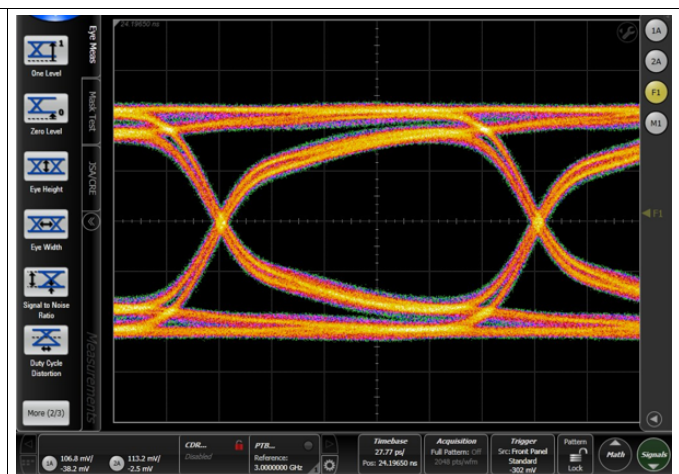 24.19650 ns
Eye Meas
Mask Test
JSA/CRE
Measurements
1
One Level
0
Zero Level
Eye Height
Eye Width
Signal to Noise
Ratio
Duty Cycle
Distortion
More (2/3)
1A
2A
F1
M1
F1
1A
106.8 mV/
-38.2 mV
2A
113.2 mV/
-2.5 mV
CDR...
Disabled
PTB...
Reference:
3.0000000 GHz
Timebase
27.77 ps/
Pos: 24.19650 ns
Acquisition
Full Pattern: Off
2048 pts/wfm
Trigger
Src: Front Panel
Standard
-302 mV
Pattern
Lock
Math
Signals